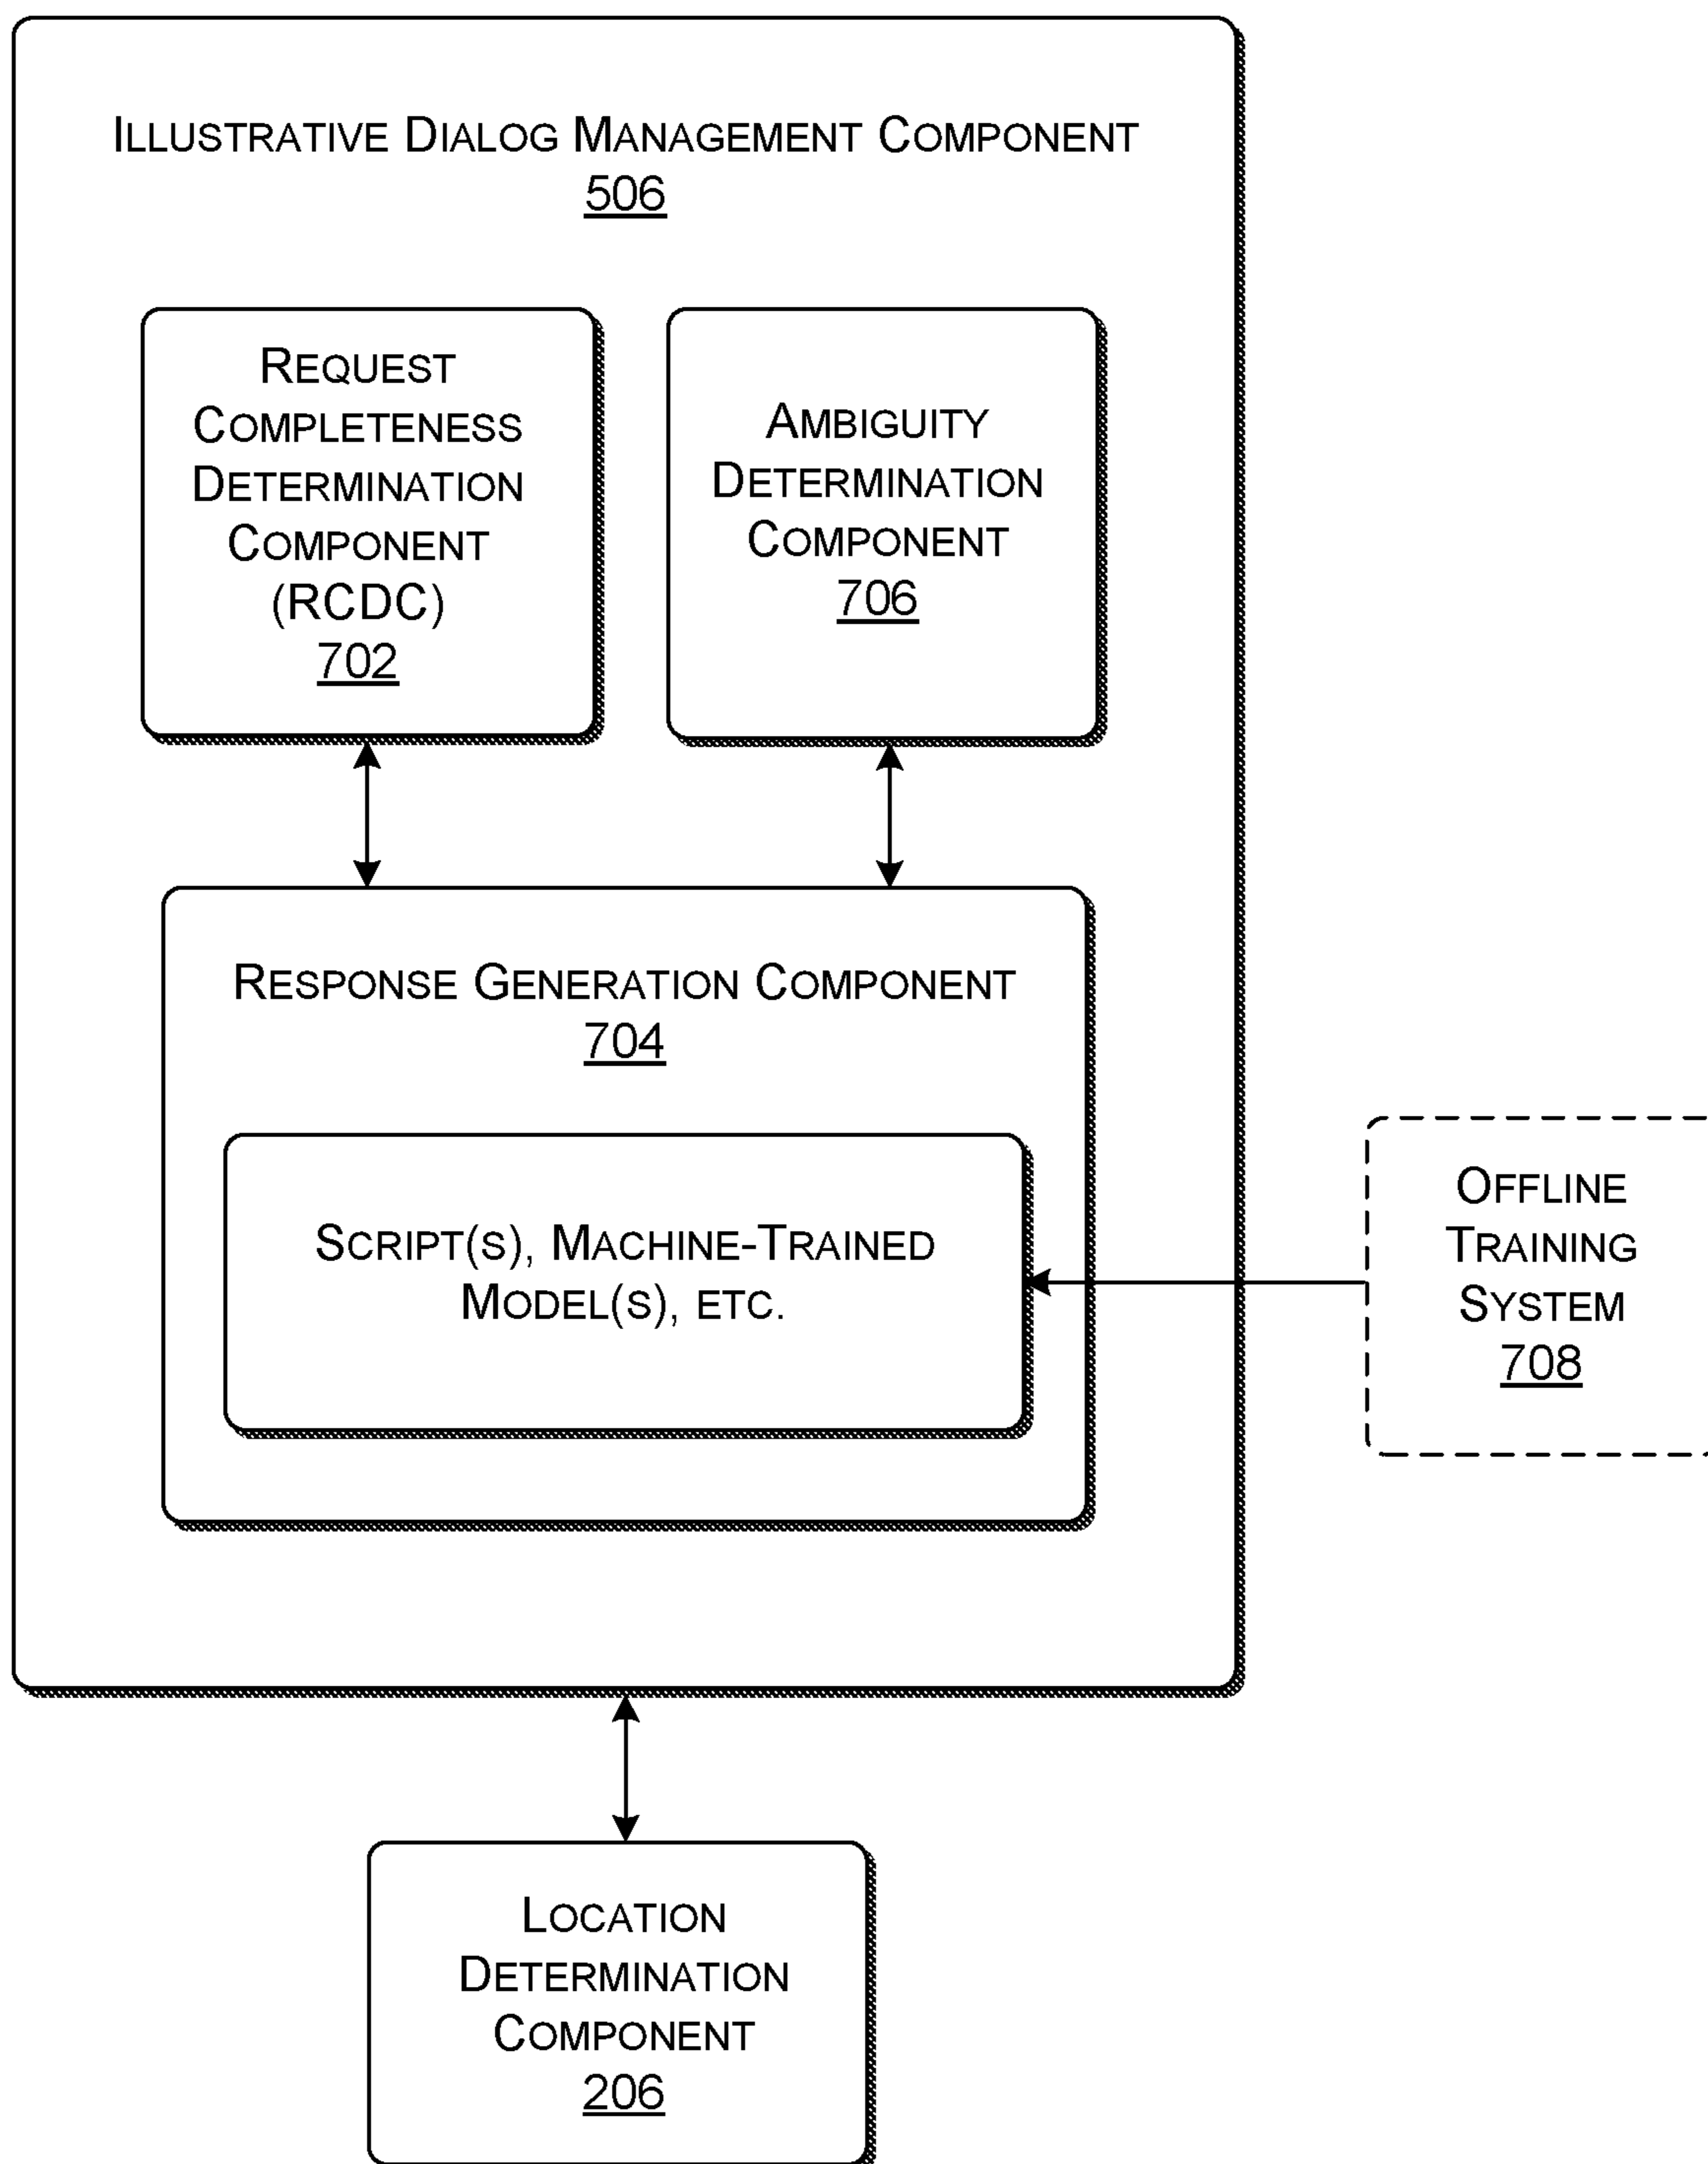 ILLUSTRATIVE DIALOG MANAGEMENT COMPONENT
506
REQUEST
COMPLETENESS
DETERMINATION
COMPONENT
(RCDC)
702
AMBIGUITY
DETERMINATION
COMPONENT
706
RESPONSE GENERATION COMPONENT
704
SCRIPT(S), MACHINE-TRAINED
MODEL(S), ETC.
OFFLINE
TRAINING
SYSTEM
708
LOCATION
DETERMINATION
COMPONENT
206